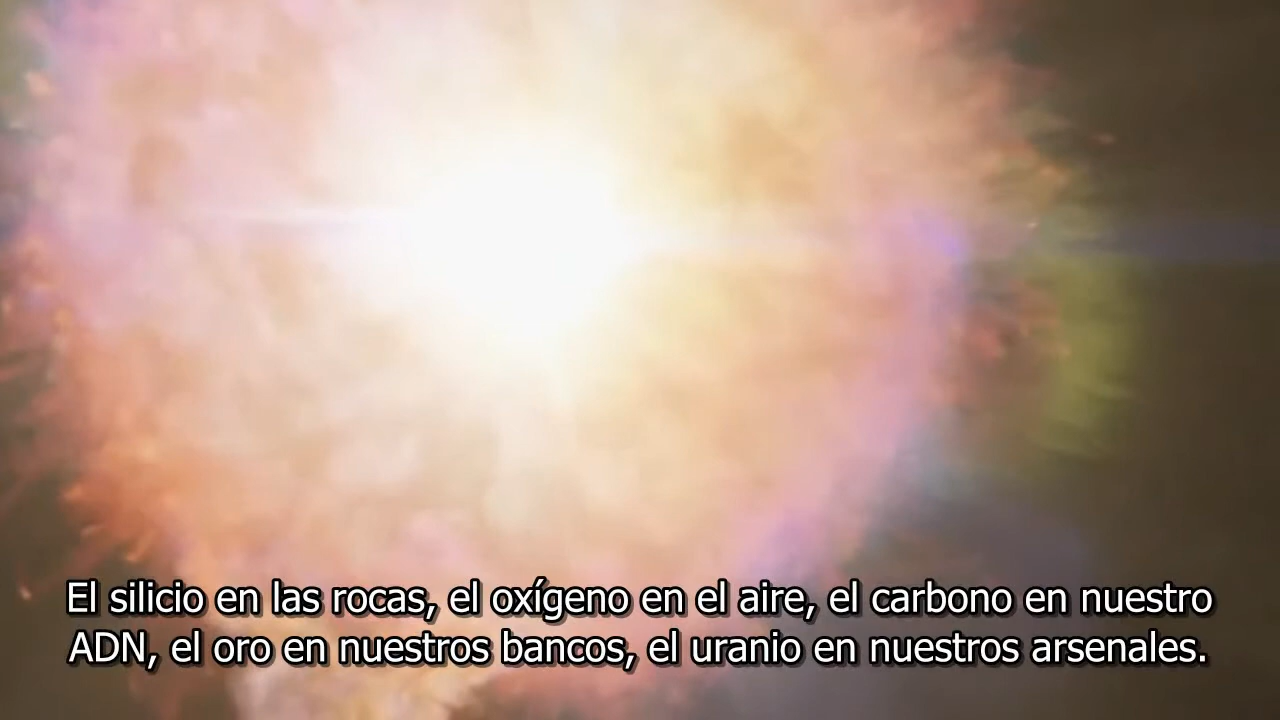 El silicio en las rocas, el oxígeno en el aire, el carbono en nuestro
ADN, el oro en nuestros bancos, el uranio en nuestros arsenales.